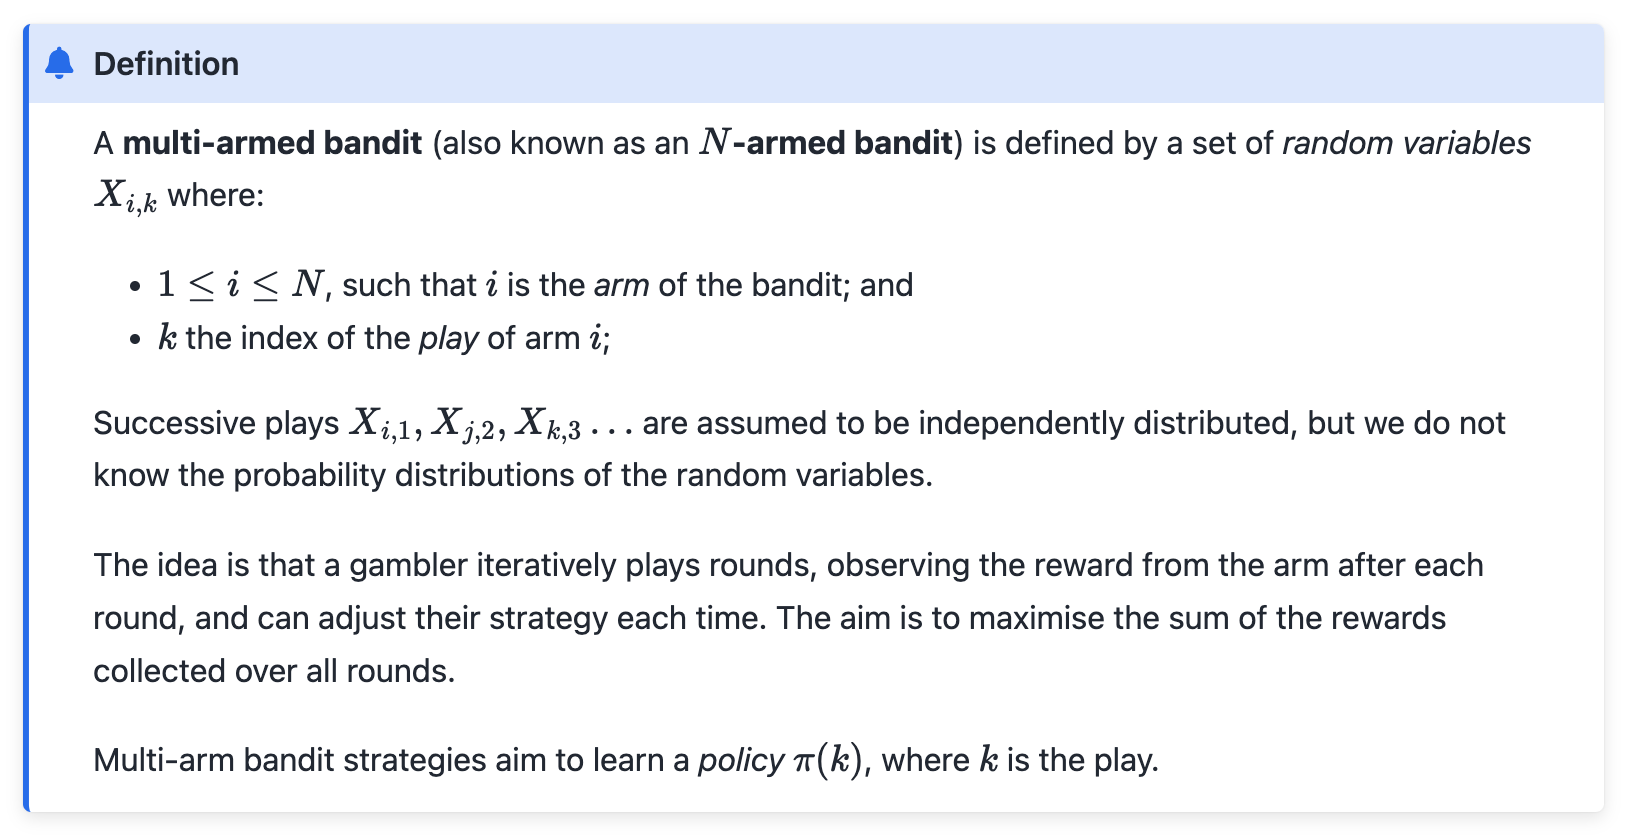 Definition
A multi-armed bandit (also known as an N-armed bandit) is defined by a set of random variables
X_{i,k} where:
• 1 ≤ i ≤ N, such that i is the arm of the bandit; and
• k the index of the play of arm i;
Successive plays X_{i,1}, X_{j,2}, X_{k,3} … are assumed to be independently distributed, but we do not
know the probability distributions of the random variables.
The idea is that a gambler iteratively plays rounds, observing the reward from the arm after each
round, and can adjust their strategy each time. The aim is to maximise the sum of the rewards
collected over all rounds.
Multi-arm bandit strategies aim to learn a policy π(k), where k is the play.